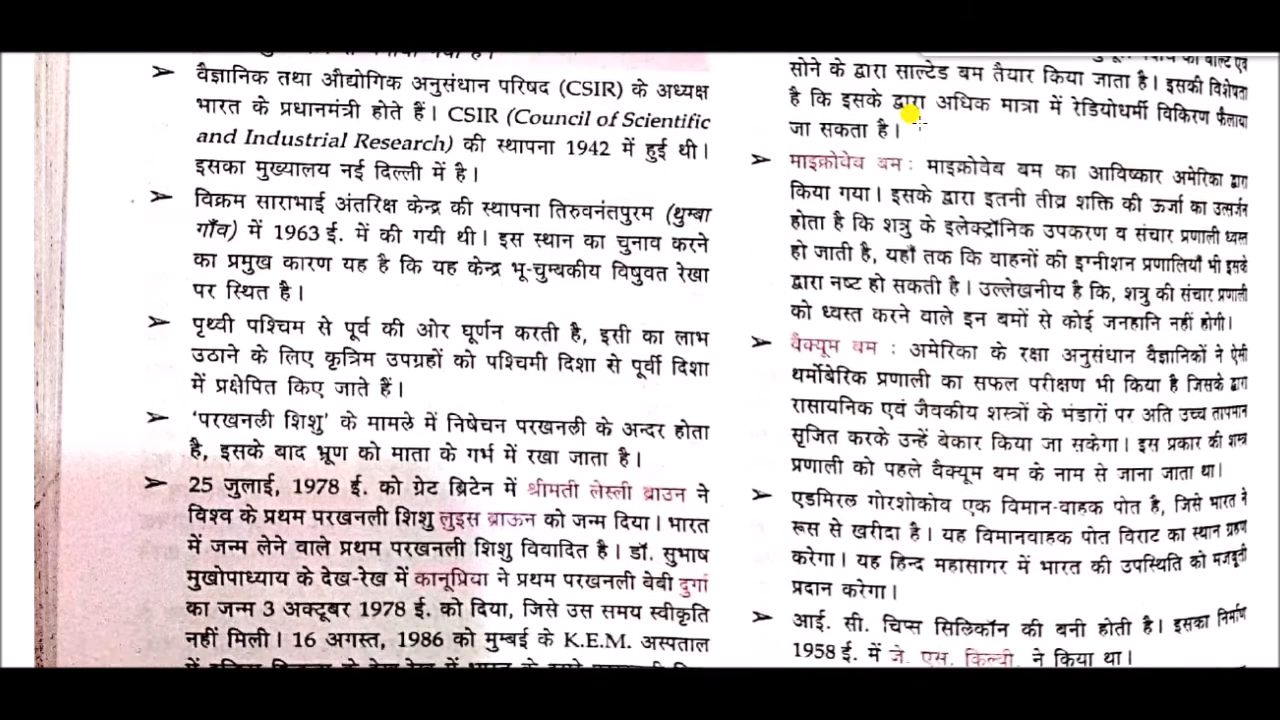 ➤ वैज्ञानिक तथा औद्योगिक अनुसंधान परिषद (CSIR) के अध्यक्ष
भारत के प्रधानमंत्री होते हैं। CSIR (Council of Scientific
and Industrial Research) की स्थापना 1942 में हुई थी।
इसका मुख्यालय नई दिल्ली में है।
➤ विक्रम साराभाई अंतरिक्ष केन्द्र की स्थापना तिरुवनंतपुरम (थुम्बा
गाँव) में 1963 ई. में की गयी थी। इस स्थान का चुनाव करने
का प्रमुख कारण यह है कि यह केन्द्र भू-चुम्बकीय विषुवत रेखा
पर स्थित है।
➤ पृथ्वी पश्चिम से पूर्व की ओर घूर्णन करती है, इसी का लाभ
उठाने के लिए कृत्रिम उपग्रहों को पश्चिमी दिशा से पूर्वी दिशा
में प्रक्षेपित किए जाते हैं।
➤ ‘परखनली शिशु’ के मामले में निषेचन परखनली के अन्दर होता
है, इसके बाद भ्रूण को माता के गर्भ में रखा जाता है।
➤ 25 जुलाई, 1978 ई. को ग्रेट ब्रिटेन में श्रीमती लेस्ली ब्राउन ने
विश्व के प्रथम परखनली शिशु लुइस ब्राऊन को जन्म दिया। भारत
में जन्म लेने वाले प्रथम परखनली शिशु विवादित है। डॉ. सुभाष
मुखोपाध्याय के देख-रेख में कानूप्रिया ने प्रथम परखनली बेबी दुर्गा
का जन्म 3 अक्टूबर 1978 ई. को दिया, जिसे उस समय स्वीकृति
नहीं मिली। 16 अगस्त, 1986 को मुम्बई के K.E.M. अस्पताल
सोने के द्वारा साल्टेड बम तैयार किया जाता है। इसकी विशेषता
है कि इसके द्वारा अधिक मात्रा में रेडियोधर्मी विकिरण फैलाया
जा सकता है।
➤ माइक्रोवेव बम : माइक्रोवेब बम का आविष्कार अमेरिका द्वारा
किया गया। इसके द्वारा इतनी तीव्र शक्ति की ऊर्जा का उत्सर्जन
होता है कि शत्रु के इलेक्ट्रॉनिक उपकरण व संचार प्रणाली ध्वस्त
हो जाती है, यहाँ तक कि वाहनों की इग्नीशन प्रणालियाँ भी इसके
द्वारा नष्ट हो सकती है। उल्लेखनीय है कि, शत्रु की संचार प्रणाली
को ध्वस्त करने वाले इन बमों से कोई जनहानि नहीं होगी।
➤ वैक्यूम बम : अमेरिका के रक्षा अनुसंधान वैज्ञानिकों ने ऐसी
थर्मोबेरिक प्रणाली का सफल परीक्षण भी किया है जिसके द्वारा
रासायनिक एवं जैवकीय शस्त्रों के भंडारों पर अति उच्च तापमान
सृजित करके उन्हें बेकार किया जा सकेगा। इस प्रकार की शस्त्र
प्रणाली को पहले वैक्यूम बम के नाम से जाना जाता था।
➤ एडमिरल गोरशोकोव एक विमान-वाहक पोत है, जिसे भारत ने
रूस से खरीदा है। यह विमानवाहक पोत विराट का स्थान ग्रहण
करेगा। यह हिन्द महासागर में भारत की उपस्थिति को मजबूती
प्रदान करेगा।
➤ आई. सी. चिप्स सिलिकॉन की बनी होती है। इसका निर्माण
1958 ई. में जे. एस. किल्बी. ने किया था।